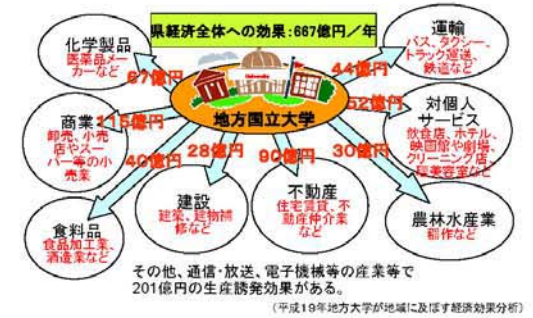 県経済全体への効果：667億円／年
化学製品
医薬品メー
カーなど
67億円
運輸
バス、タクシー、
トラック運送、
鉄道など
44億円
University
地方国立大学
商業
卸売、小売
店やスー
パー等の小
売業
115億円
対個人
サービス
飲食店、ホテル、
映画館や劇場、
クリーニング店、
理美容室など
52億円
食料品
食品加工業、
酒造業など
40億円
建設
建築、建物補
修など
28億円
不動産
住宅賃貸、不
動産仲介業
など
90億円
農林水産業
稲作など
30億円
その他、通信・放送、電子機械等の産業等で
201億円の生産誘発効果がある。
（平成19年地方大学が地域に及ぼす経済効果分析）